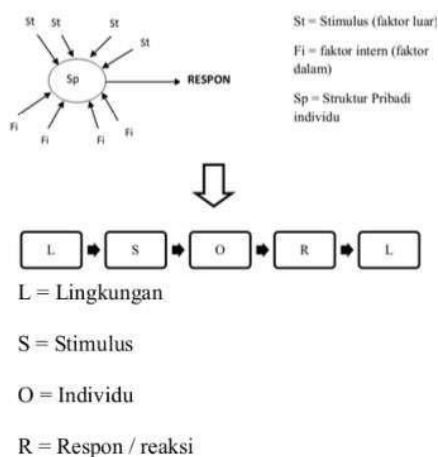 St St St
St
St = Stimulus (faktor luar)
Fi = faktor intern (faktor
dalam)
Sp = Struktur Pribadi
individu
Sp
RESPON
Fi
Fi
Fi
Fi
L
S
O
R
L
L = Lingkungan
S = Stimulus
O = Individu
R = Respon / reaksi